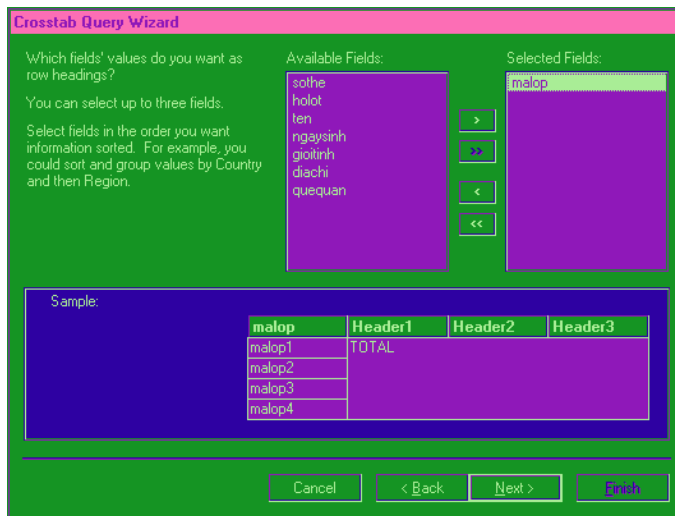 Crosstab Query Wizard
Which fields' values do you want as
row headings?
You can select up to three fields.
Select fields in the order you want
information sorted. For example, you
could sort and group values by Country
and then Region.
Available Fields:
sothe
holot
ten
ngaysinh
gioitinh
diachi
quequan
>
>>
<
<<
Selected Fields:
malop
Sample:
malop Header1 Header2 Header3
malop1 TOTAL
malop2
malop3
malop4
Cancel < Back Next > Finish